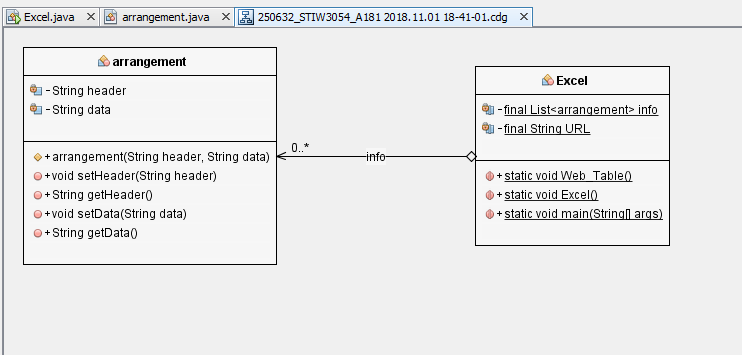 Excel.java
arrangement.java
250632_STIW3054_A181 2018.11.01 18-41-01.cdg
arrangement
- String header
- String data
+ arrangement(String header, String data)
+ void setHeader(String header)
+ String getHeader()
+ void setData(String data)
+ String getData()
0..*
info
Excel
- final List<arrangement> info
- final String URL
+ static void Web_Table()
+ static void Excel()
+ static void main(String[] args)